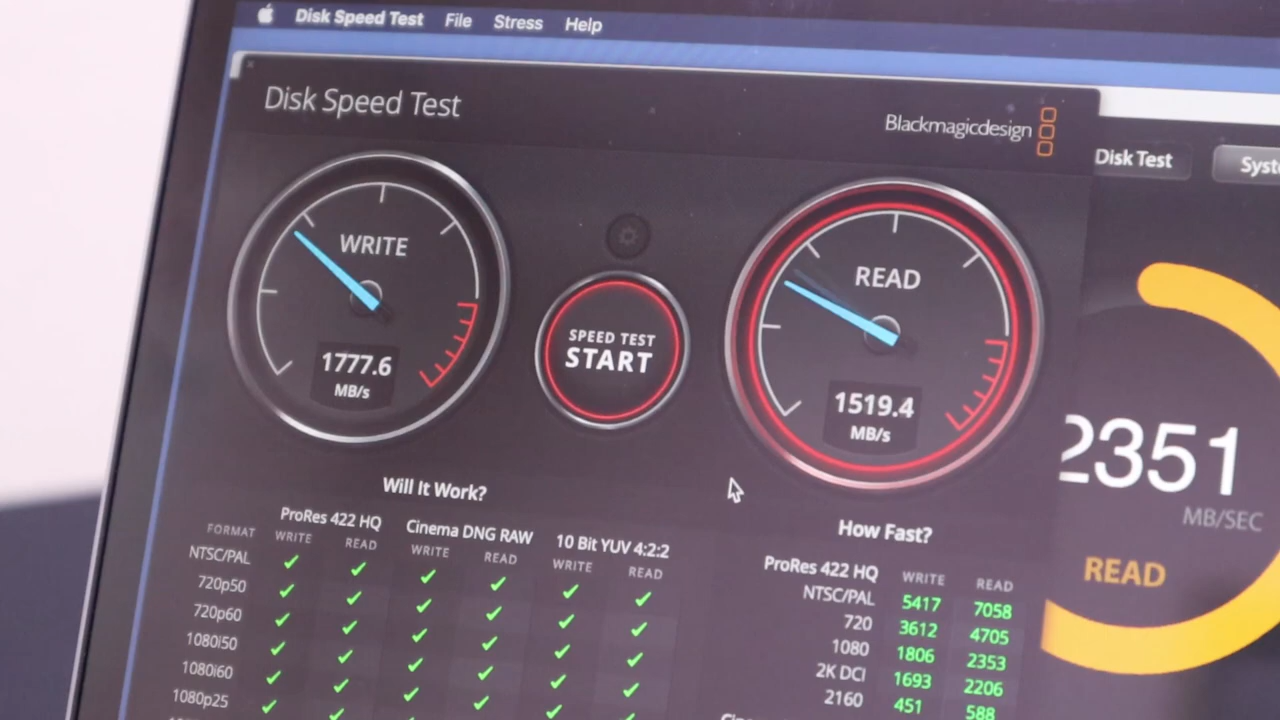 Disk Speed Test File Stress Help
Disk Speed Test
Blackmagicdesign
Disk Test
WRITE
1777.6
MB/s
SPEED TEST
START
READ
1519.4
MB/s
2351
MB/SEC
READ
Will It Work?
ProRes 422 HQ Cinema DNG RAW 10 Bit YUV 4:2:2
FORMAT WRITE READ WRITE READ WRITE READ
NTSC/PAL ✓ ✓ ✓ ✓ ✓ ✓
720p50 ✓ ✓ ✓ ✓ ✓ ✓
720p60 ✓ ✓ ✓ ✓ ✓ ✓
1080i50 ✓ ✓ ✓ ✓ ✓ ✓
1080i60 ✓ ✓ ✓ ✓ ✓ ✓
1080p25 ✓ ✓ ✓ ✓ ✓ ✓
How Fast?
ProRes 422 HQ WRITE READ
NTSC/PAL 5417 7058
720 3612 4705
1080 1806 2353
2K DCI 1693 2206
2160 451 588